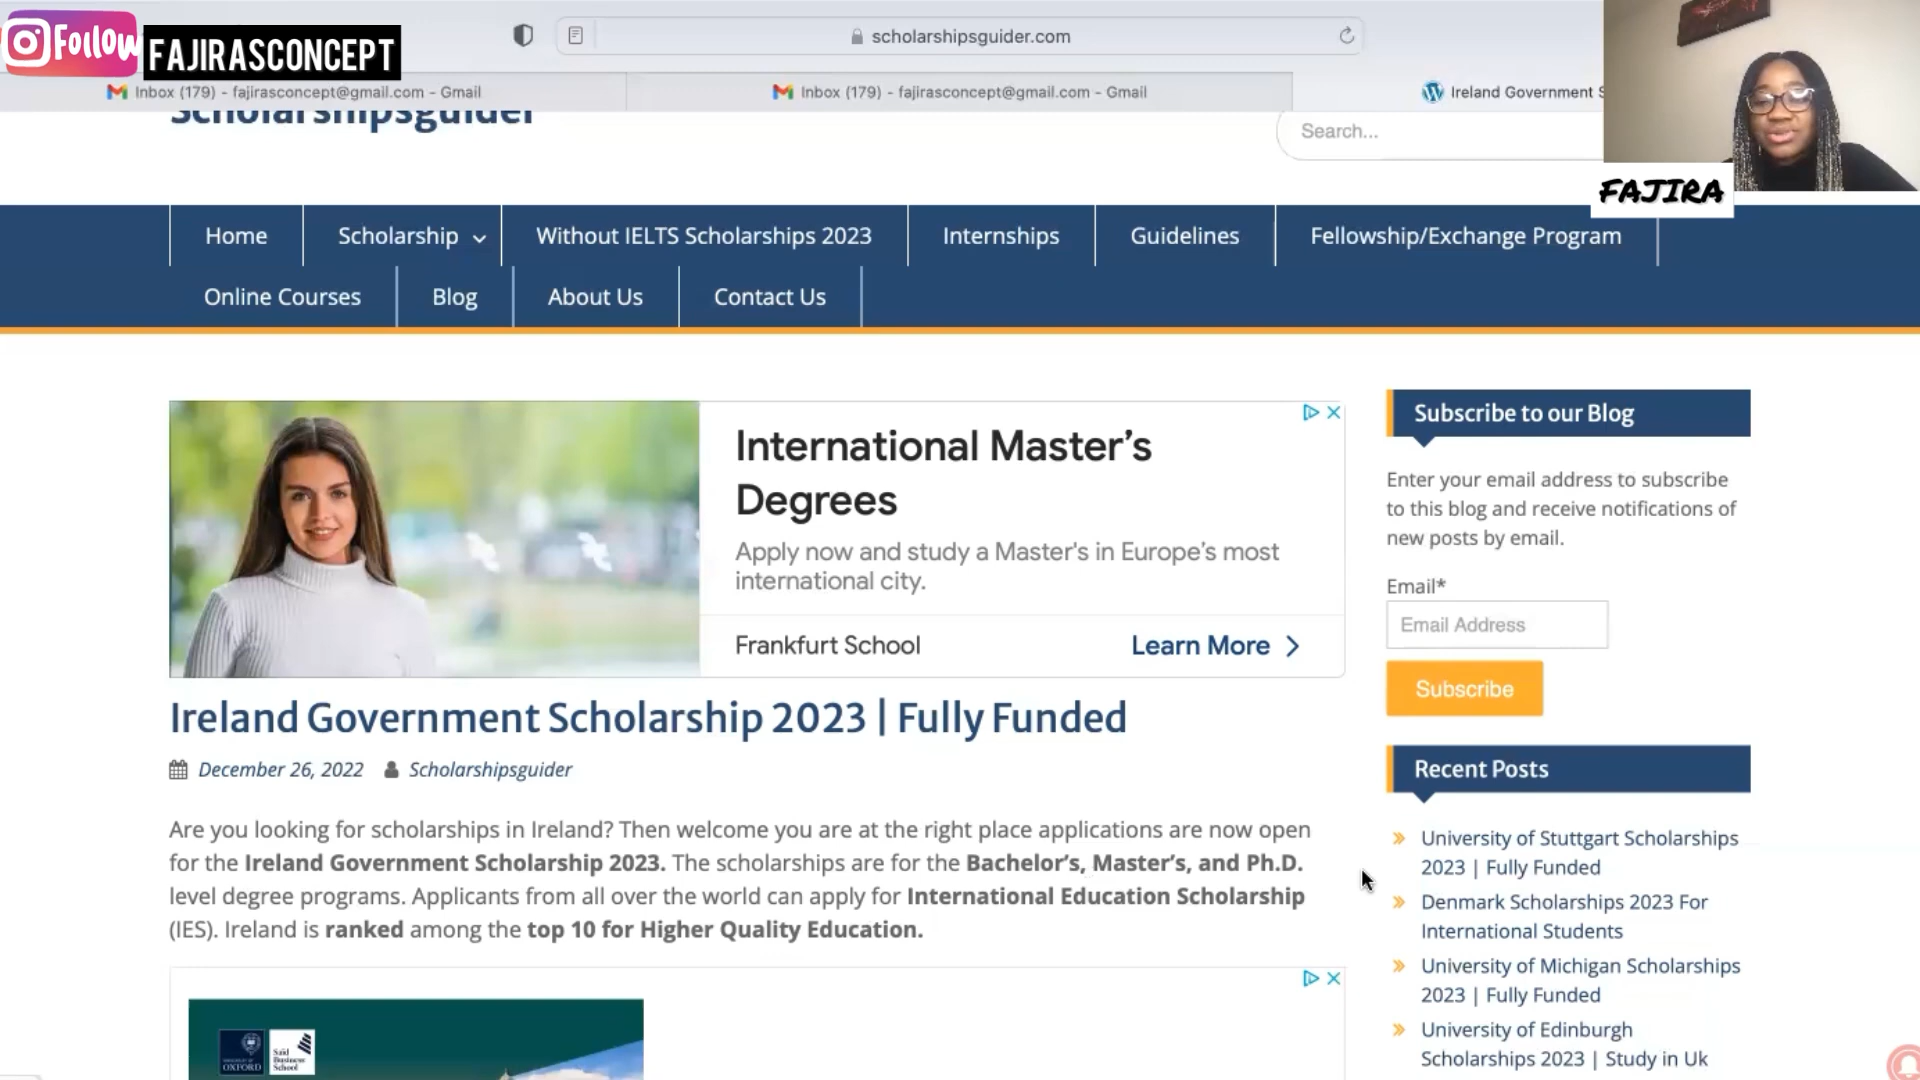 Follow
FAJIRASCONCEPT
scholarshipsguider.com
Inbox (179) - fajirasconcept@gmail.com - Gmail
Inbox (179) - fajirasconcept@gmail.com - Gmail
Ireland Government S
Scholarshipsguider
Search...
FAJIRA
Home
Scholarship
Without IELTS Scholarships 2023
Internships
Guidelines
Fellowship/Exchange Program
Online Courses
Blog
About Us
Contact Us
International Master's
Degrees
Apply now and study a Master's in Europe's most
international city.
Frankfurt School
Learn More
Subscribe to our Blog
Enter your email address to subscribe
to this blog and receive notifications of
new posts by email.
Email*
Email Address
Subscribe
Ireland Government Scholarship 2023 | Fully Funded
December 26, 2022 Scholarshipsguider
Are you looking for scholarships in Ireland? Then welcome you are at the right place applications are now open
for the Ireland Government Scholarship 2023. The scholarships are for the Bachelor's, Master's, and Ph.D.
level degree programs. Applicants from all over the world can apply for International Education Scholarship
(IES). Ireland is ranked among the top 10 for Higher Quality Education.
Recent Posts
University of Stuttgart Scholarships
2023 | Fully Funded
Denmark Scholarships 2023 For
International Students
University of Michigan Scholarships
2023 | Fully Funded
University of Edinburgh
Scholarships 2023 | Study in Uk
UNIVERSITY OF
OXFORD
Saïd
Business
School